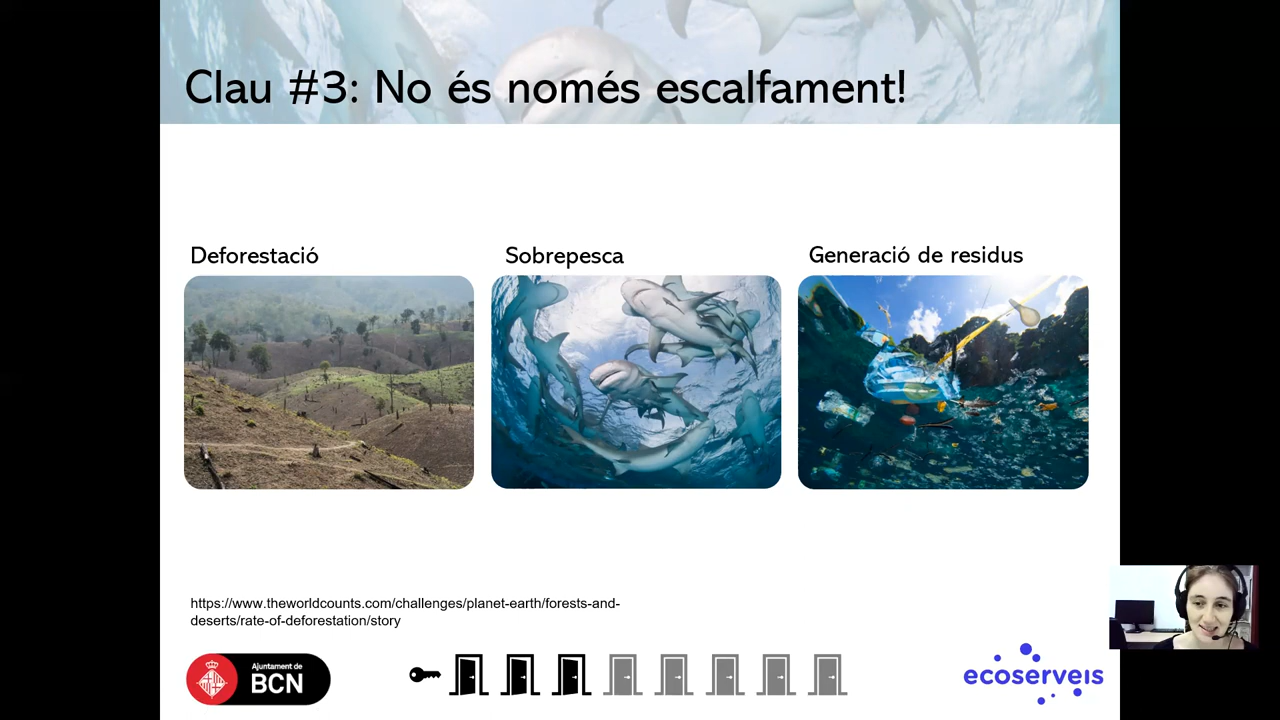 Clau #3: No és només escalfament!
Deforestació
Sobrepesca
Generació de residus
https://www.theworldcounts.com/challenges/planet-earth/forests-and-
deserts/rate-of-deforestation/story
Ajuntament de
BCN
ecoserveis